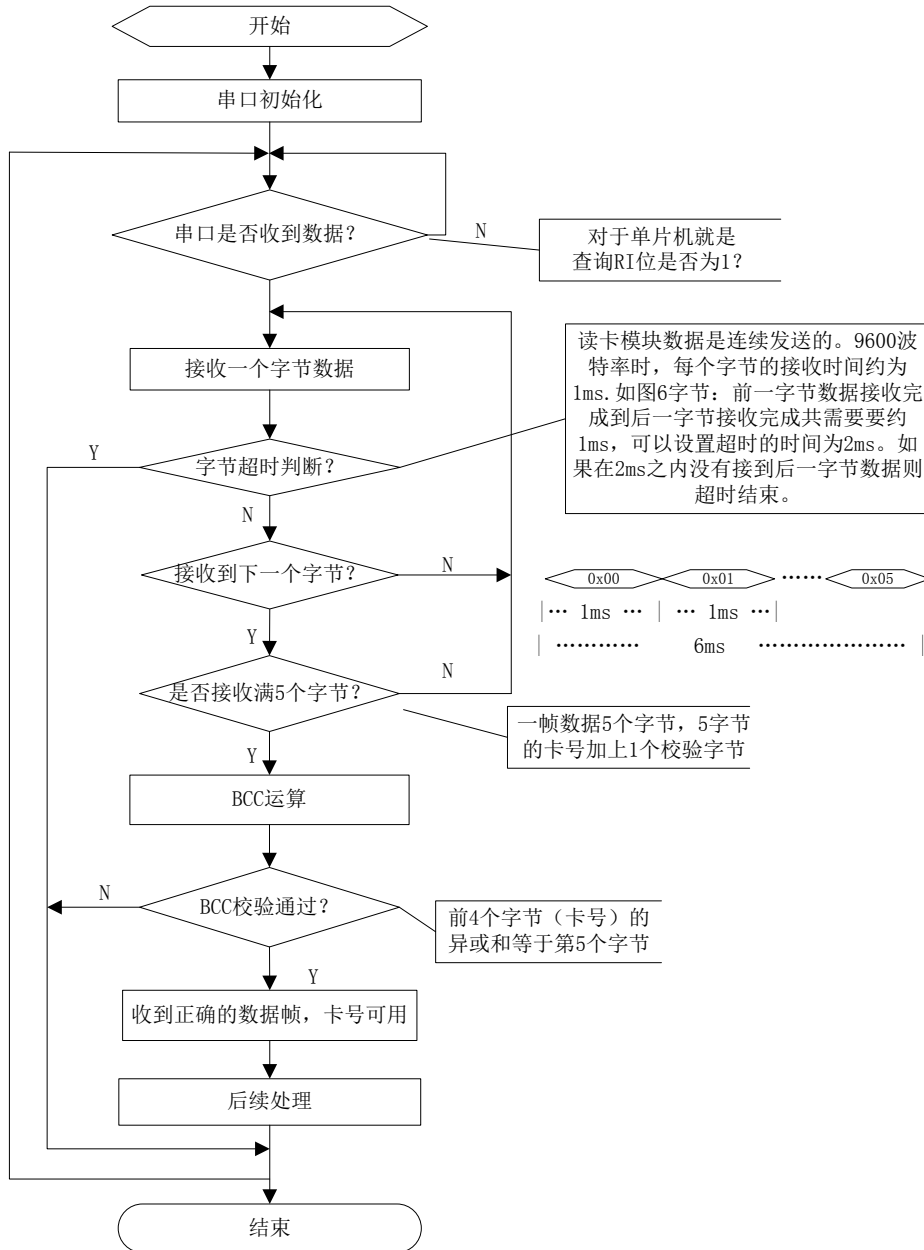 开始
串口初始化
串口是否收到数据？
N
对于单片机就是
查询RI位是否为1？
接收一个字节数据
读卡模块数据是连续发送的。9600波
特率时，每个字节的接收时间约为
1ms.如图6字节：前一字节数据接收完
成到后一字节接收完成共需要要约
1ms，可以设置超时的时间为2ms。如
果在2ms之内没有接到后一字节数据则
超时结束。
Y
字节超时判断？
N
接收到下一个字节？
N
0x00
0x01
……
0x05
|… 1ms …|… 1ms …|
|………… 6ms …………………|
Y
是否接收满5个字节？
N
一帧数据5个字节，5字节
的卡号加上1个校验字节
Y
BCC运算
N
BCC校验通过？
前4个字节（卡号）的
异或和等于第5个字节
Y
收到正确的数据帧，卡号可用
后续处理
结束